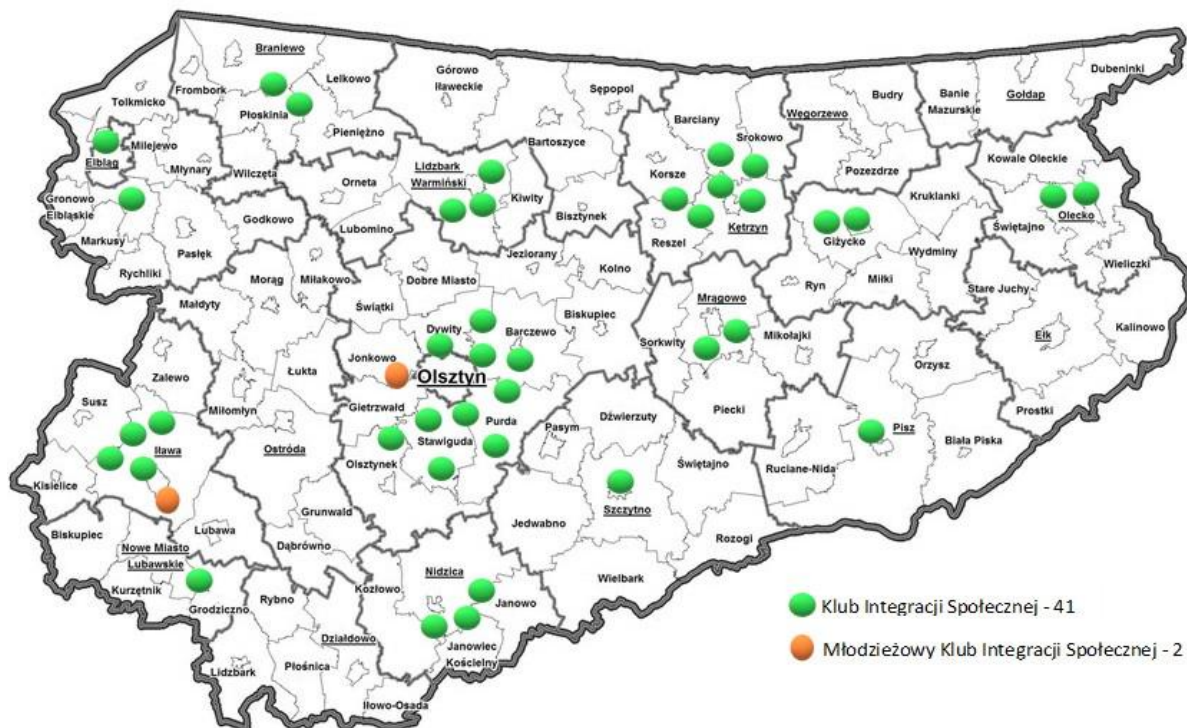 Braniewo
Lelkowo
Górowo
Iławeckie
Sępopol
Dubeninki
Frombork
Tolkmicko
Płoskinia
Pieniężno
Bartoszyce
Barciany
Srokowo
Węgorzewo
Budry
Banie
Mazurskie
Gołdap
Elbląg
Milejewo
Młynary
Wilczęta
Orneta
Lidzbark
Warmiński
Kiwity
Bisztynek
Korsze
Reszel
Kętrzyn
Pozezdrze
Kruklanki
Kowale Oleckie
Olecko
Świętajno
Wieliczki
Gronowo
Elbląskie
Markusy
Rychliki
Pasłęk
Godkowo
Lubomino
Jeziorany
Kolno
Giżycko
Wydminy
Ryn
Miłki
Stare Juchy
Kalinowo
Małdyty
Morąg
Miłakowo
Świątki
Dobre Miasto
Dywity
Barczewo
Biskupiec
Mrągowo
Sorkwity
Mikołajki
Ełk
Orzysz
Prostki
Zalewo
Łukta
Jonkowo
Olsztyn
Susz
Miłomłyn
Gietrzwałd
Purda
Stawiguda
Olsztynek
Pasym
Dźwierzuty
Piecki
Pisz
Biała Piska
Ruciane-Nida
Iława
Ostróda
Kisielice
Świętajno
Szczytno
Jedwabno
Rozogi
Biskupiec
Lubawa
Grunwald
Dąbrówno
Nowe Miasto
Lubawskie
Kurzętnik
Grodziczno
Rybno
Kozłowo
Nidzica
Janowo
Wielbark
Działdowo
Janowiec
Kościelny
Lidzbark
Płośnica
Iłowo-Osada
Klub Integracji Społecznej - 41
Młodzieżowy Klub Integracji Społecznej - 2